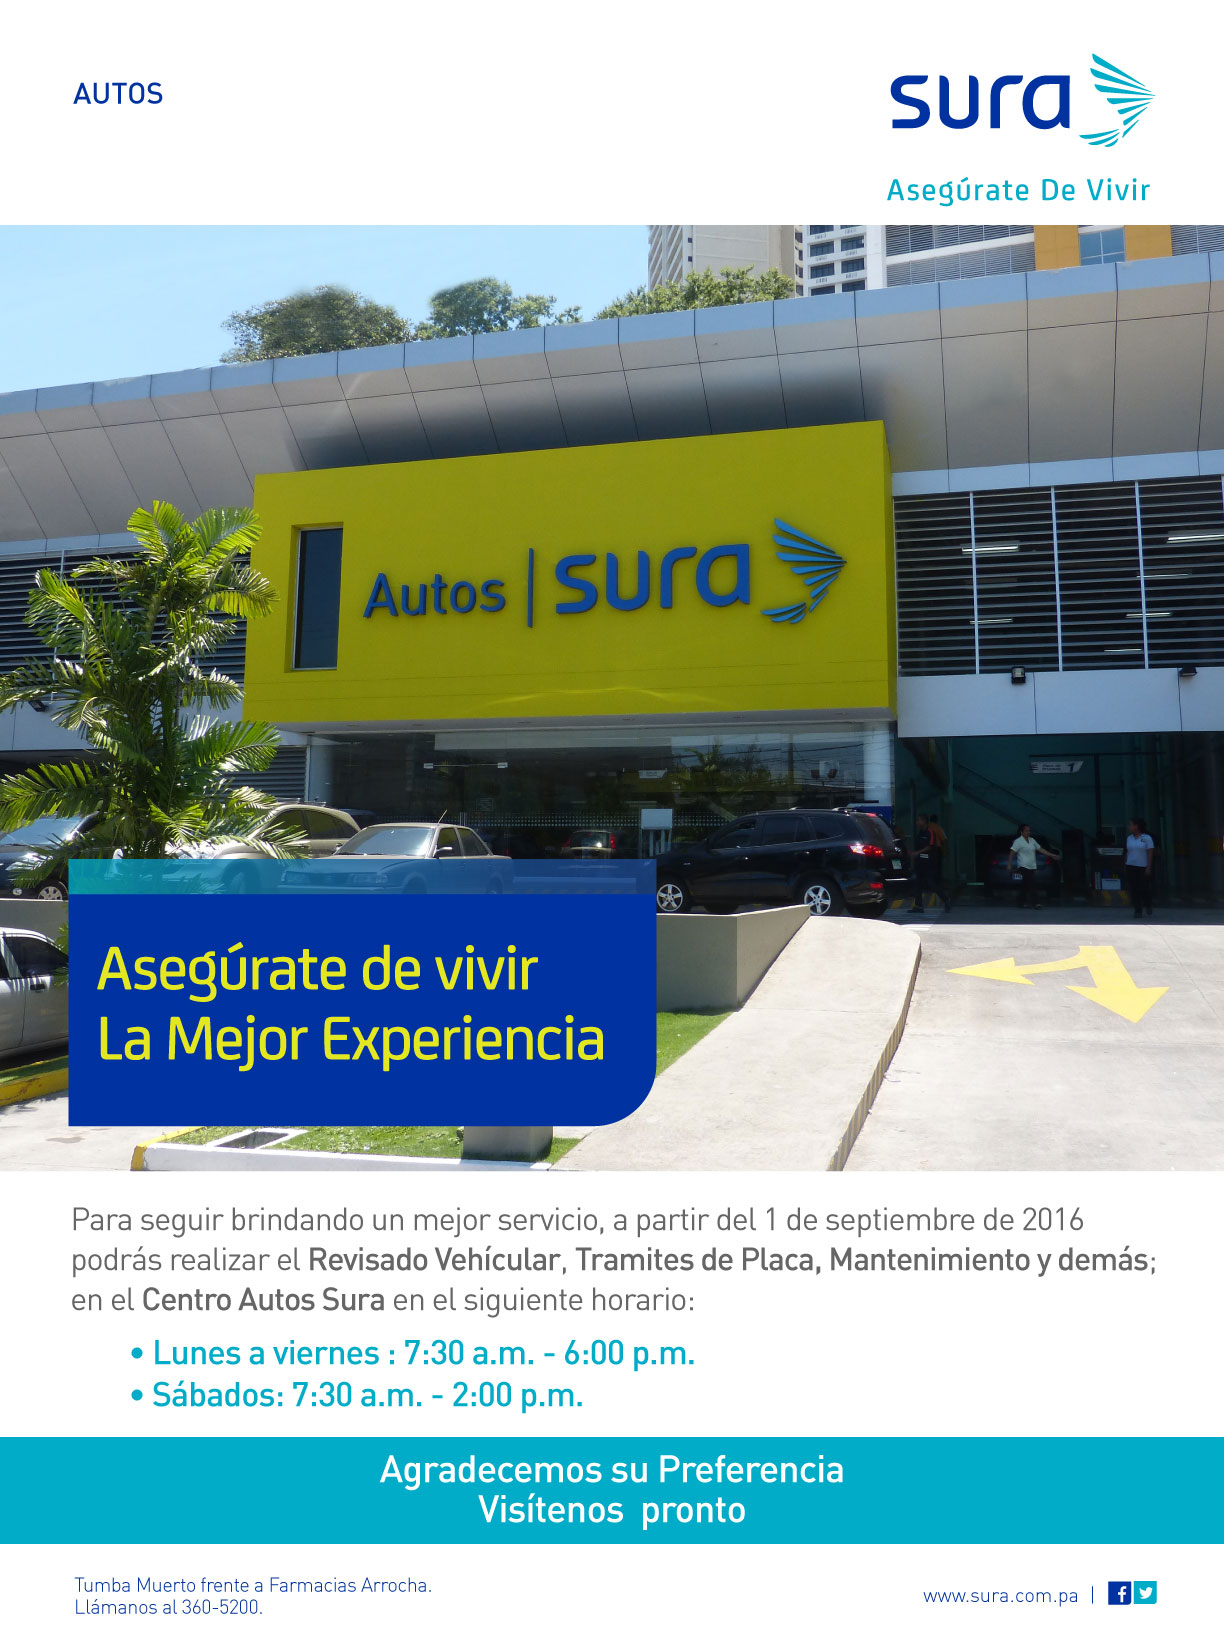 AUTOS
sura
Asegúrate De Vivir
Autos | sura
1
Asegúrate de vivir
La Mejor Experiencia
Para seguir brindando un mejor servicio, a partir del 1 de septiembre de 2016
podrás realizar el Revisado Vehícular, Tramites de Placa, Mantenimiento y demás;
en el Centro Autos Sura en el siguiente horario:
• Lunes a viernes : 7:30 a.m. - 6:00 p.m.
• Sábados: 7:30 a.m. - 2:00 p.m.
Agradecemos su Preferencia
Visítenos pronto
Tumba Muerto frente a Farmacias Arrocha.
Llámanos al 360-5200.
www.sura.com.pa |